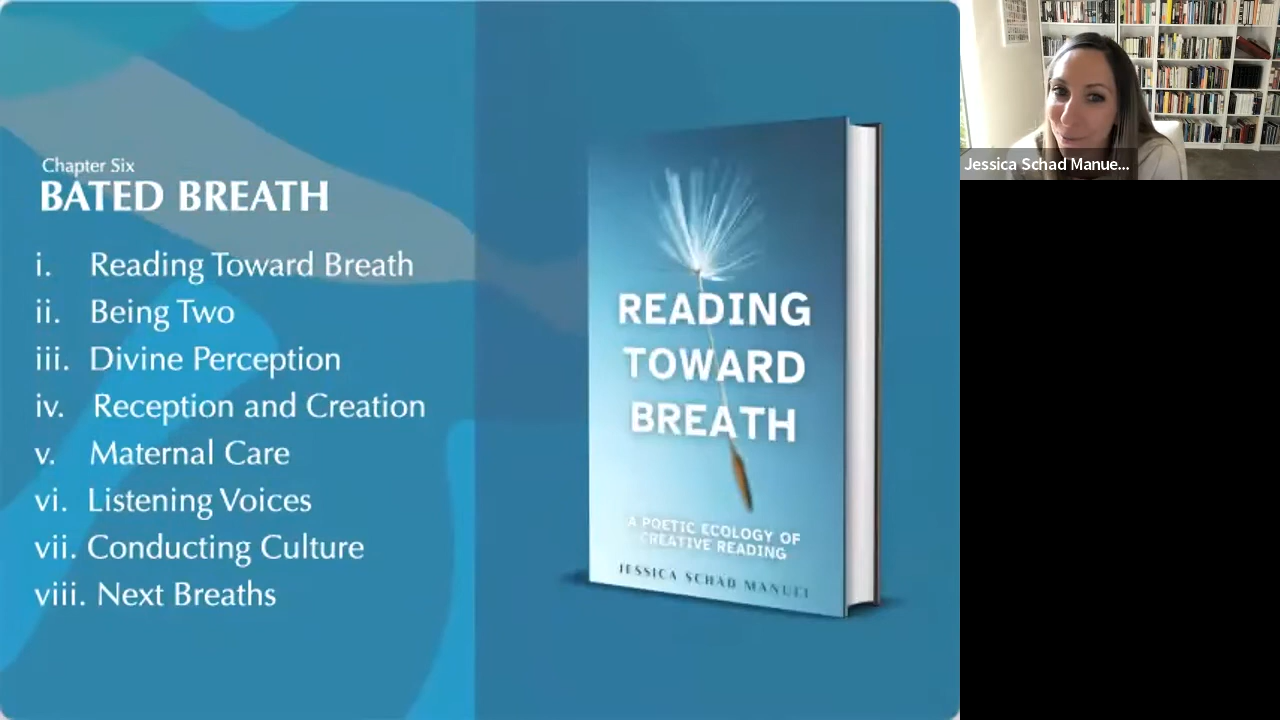 Chapter Six
BATED BREATH
i. Reading Toward Breath
ii. Being Two
iii. Divine Perception
iv. Reception and Creation
v. Maternal Care
vi. Listening Voices
vii. Conducting Culture
viii. Next Breaths
READING
TOWARD
BREATH
A POETIC ECOLOGY OF
CREATIVE READING
JESSICA SCHAD MANUEL
Jessica Schad Manue...